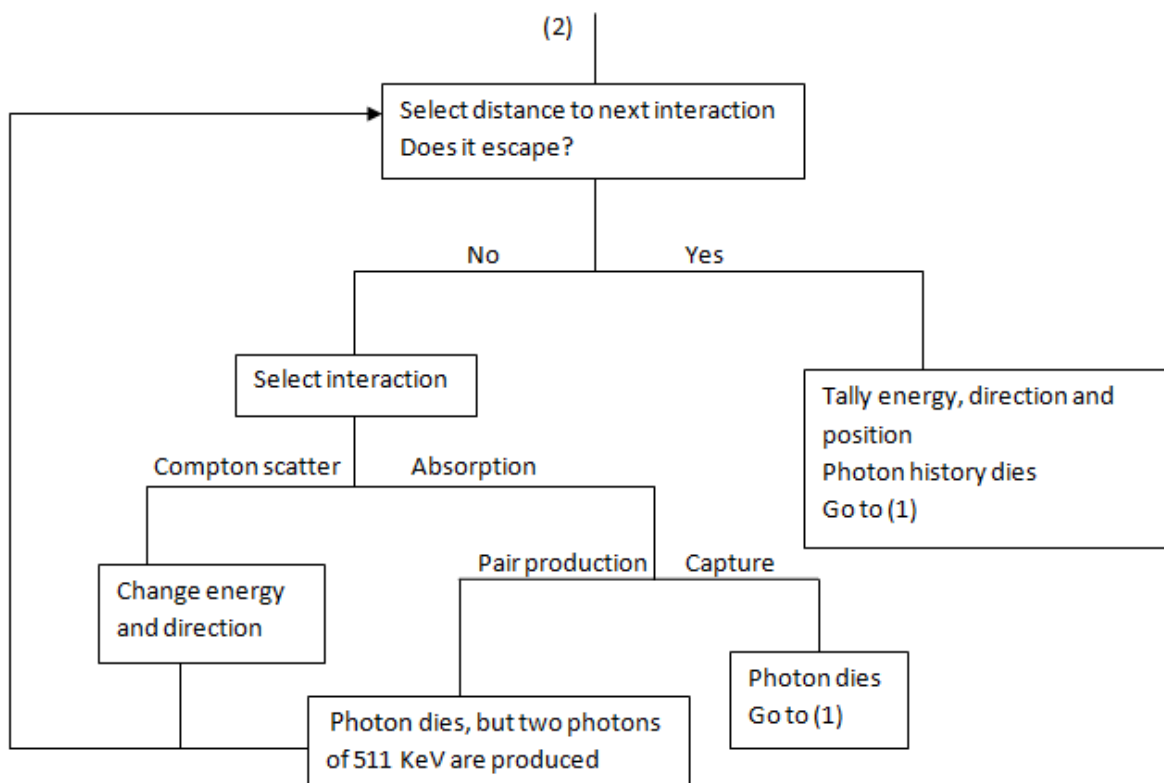 (2)
Select distance to next interaction
Does it escape?
No
Yes
Select interaction
Tally energy, direction and
position
Photon history dies
Go to (1)
Compton scatter
Absorption
Pair production
Capture
Change energy
and direction
Photon dies
Go to (1)
Photon dies, but two photons
of 511 KeV are produced